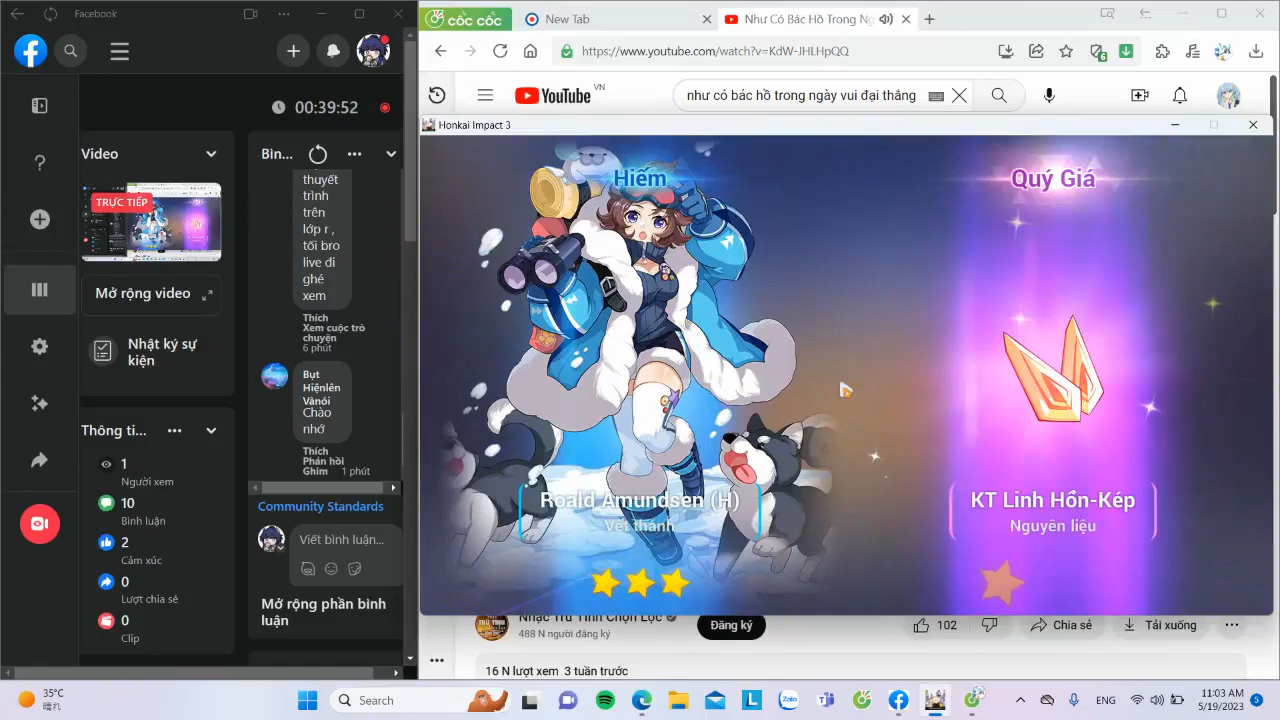 Facebook
00:39:52
Video
TRỰC TIẾP
Mở rộng video
Nhật ký sự
kiện
Thông ti...
1
Người xem
10
Bình luận
2
Cảm xúc
0
Lượt chia sẻ
0
Clip
Bìn...
thuyết
trình
trên
lớp r ,
tối bro
live đi
ghé
xem
Thích
Xem cuộc trò
chuyện
6 phút
Bụt
Hiệnlên
Vànói
Chào
nhớ
Thích
Phản hồi
Ghim 1 phút
Community Standards
Viết bình luận...
Mở rộng phần bình
luận
CỐC CỐC
New Tab
Như Có Bác Hồ Trong Ng
https://www.youtube.com/watch?v=KdW-JHLHpQQ
6
YouTube VN
như có bác hồ trong ngày vui đại thắng
Honkai Impact 3
Hiếm
Quý Giá
Roald Amundsen (H)
Vết thánh
KT Linh Hồn-Kép
Nguyên liệu
Nhạc Trữ Tình Chọn Lọc
488 N người đăng ký
Đăng ký
102
Chia sẻ
Tải xuống
16 N lượt xem 3 tuần trước
35°C
Search
Zalo
ENG
11:03 AM
5/19/2023
5